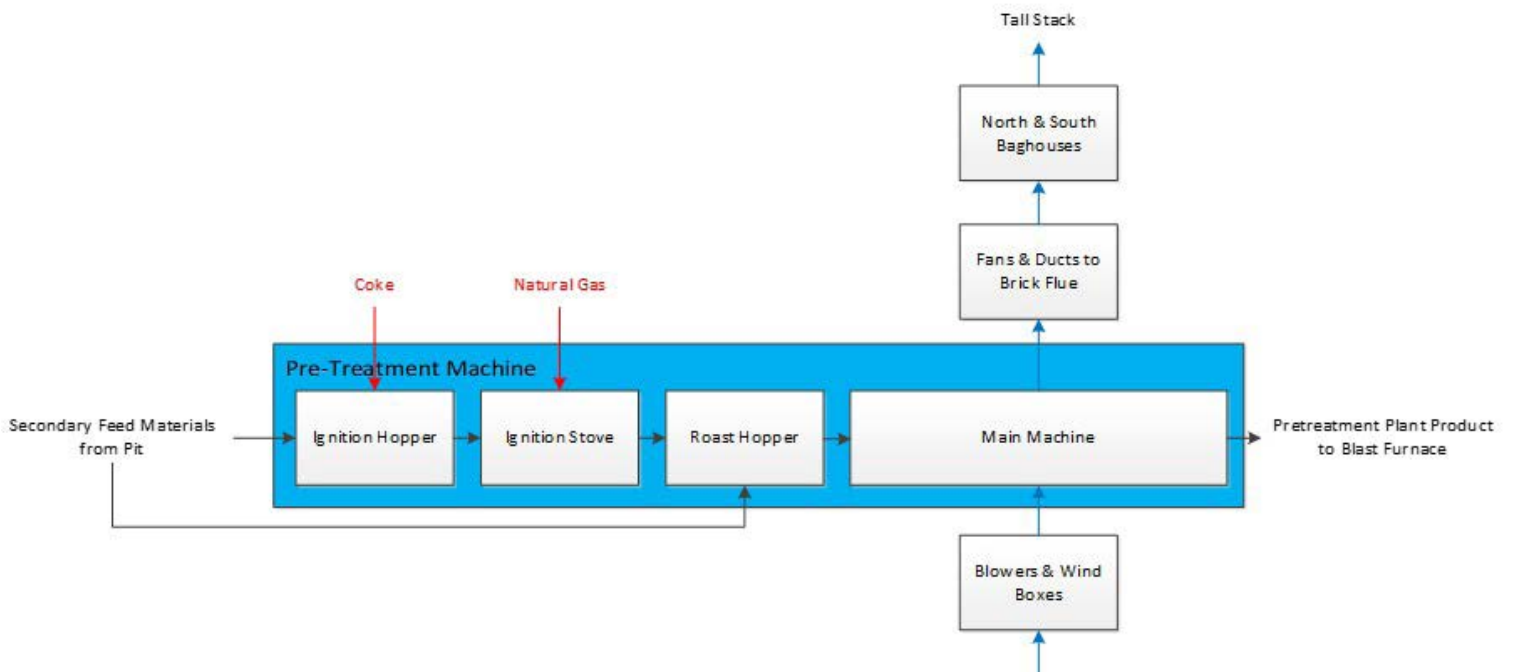 Tall Stack
North & South
Baghouses
Fans & Ducts to
Brick Flue
Coke
Natural Gas
Pre-Treatment Machine
Secondary Feed Materials
from Pit
Ignition Hopper
Ignition Stove
Roast Hopper
Main Machine
Pretreatment Plant Product
to Blast Furnace
Blowers & Wind
Boxes